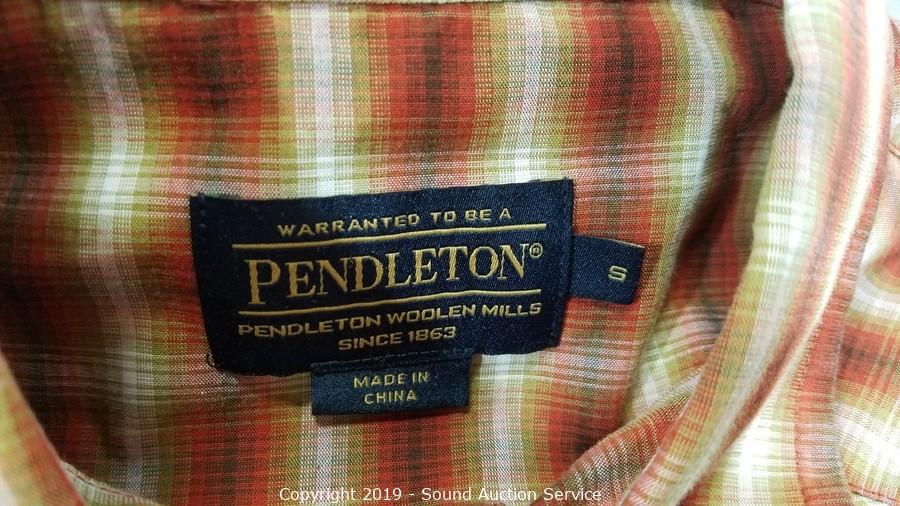 WARRANTED TO BE A
PENDLETON®
PENDLETON WOOLEN MILLS
SINCE 1863
S
MADE IN
CHINA
Copyright 2019 - Sound Auction Service